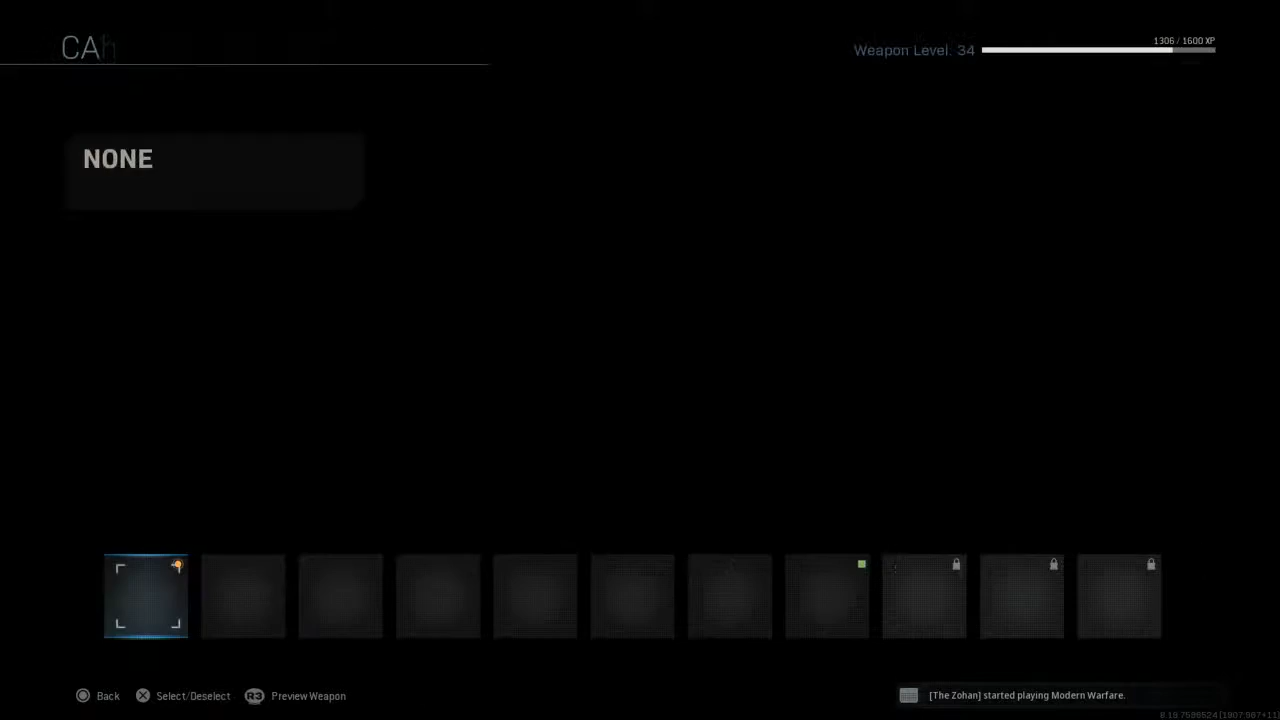 CAM
Weapon Level: 34
1306 / 1600 XP
NONE
Back
Select/Deselect
R3 Preview Weapon
[The Zohan] started playing Modern Warfare.